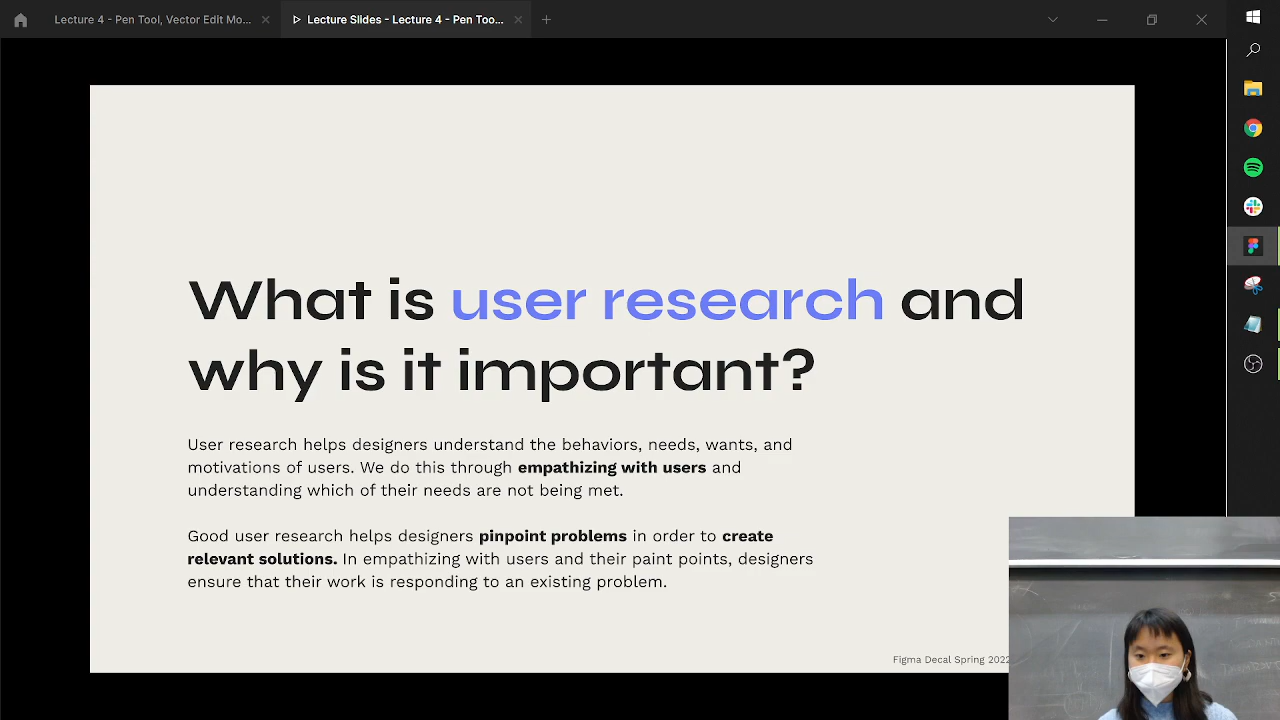 Lecture 4 - Pen Tool, Vector Edit Mo...
Lecture Slides - Lecture 4 - Pen Too...
What is user research and
why is it important?
User research helps designers understand the behaviors, needs, wants, and
motivations of users. We do this through empathizing with users and
understanding which of their needs are not being met.
Good user research helps designers pinpoint problems in order to create
relevant solutions. In empathizing with users and their paint points, designers
ensure that their work is responding to an existing problem.
Figma Decal Spring 2022